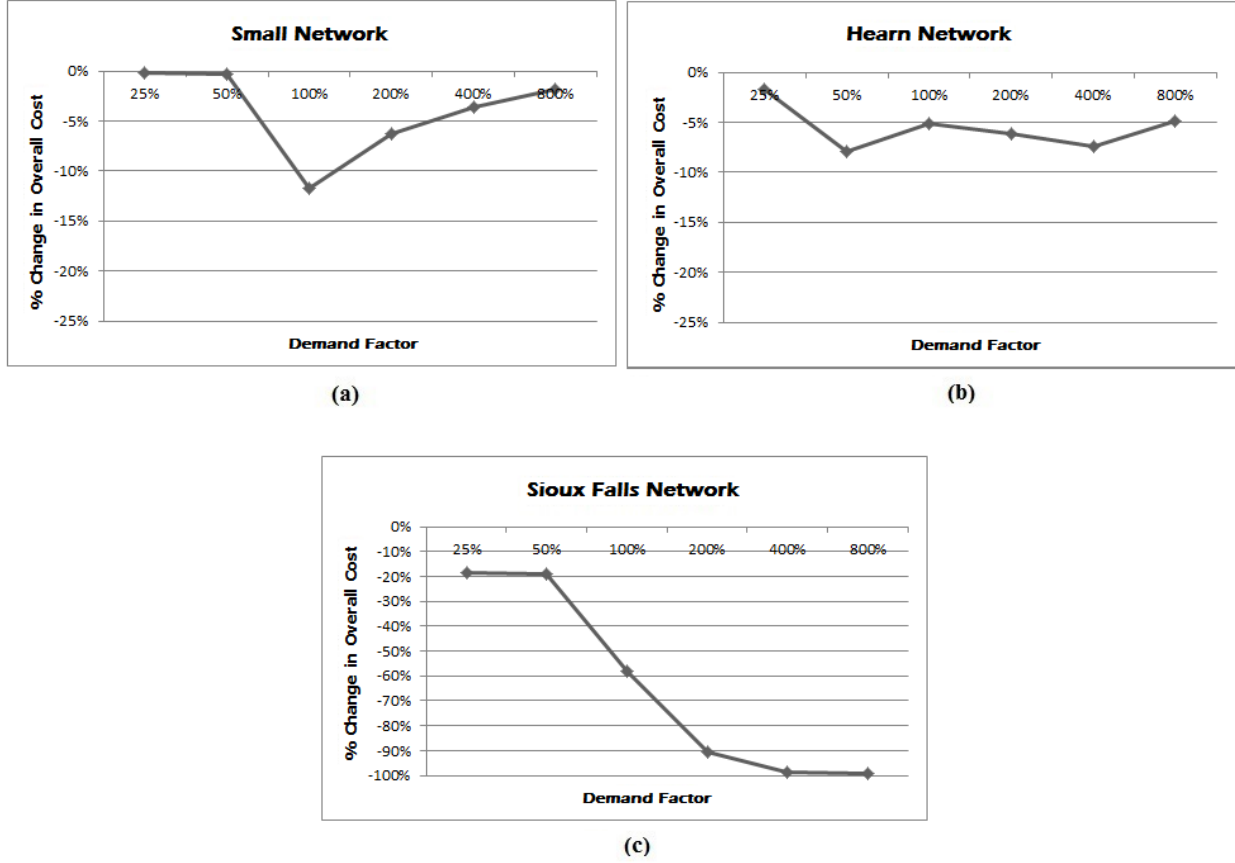 Small Network
0%
25% 50% 100% 200% 400% 800%
-5%
-10%
-15%
-20%
-25%
% Change in Overall Cost
Demand Factor
(a)
Hearn Network
0%
25% 50% 100% 200% 400% 800%
-5%
-10%
-15%
-20%
-25%
% Change in Overall Cost
Demand Factor
(b)
Sioux Falls Network
0%
25% 50% 100% 200% 400% 800%
-10%
-20%
-30%
-40%
-50%
-60%
-70%
-80%
-90%
-100%
% Change in Overall Cost
Demand Factor
(c)